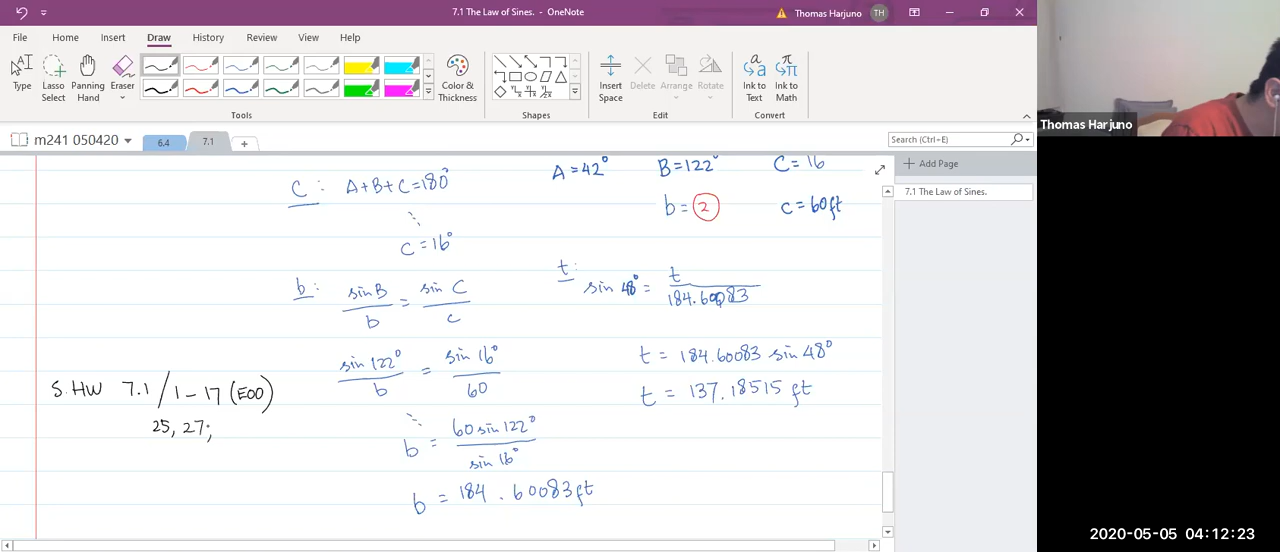 7.1 The Law of Sines. - OneNote
Thomas Harjuno TH
File Home Insert Draw History Review View Help
Type Lasso Select Panning Hand Eraser
Color & Thickness
Insert Space Delete Arrange Rotate
Ink to Text Ink to Math
Tools Shapes Edit Convert
Thomas Harjuno
m241 050420 6.4 7.1
Search (Ctrl+E)
Add Page
7.1 The Law of Sines.
A = 42° B = 122° C = 16
b = 2 c = 60ft
C : A + B + C = 180°
C = 16°
b : sin B / b = sin C / c
sin 122° / b = sin 16° / 60
b = 60 sin 122° / sin 16°
b = 184.60083 ft
t : sin 48° = t / 184.60083
t = 184.60083 sin 48°
t = 137.18515 ft
S.HW 7.1 / 1 - 17 (EOO)
25, 27;
2020-05-05 04:12:23